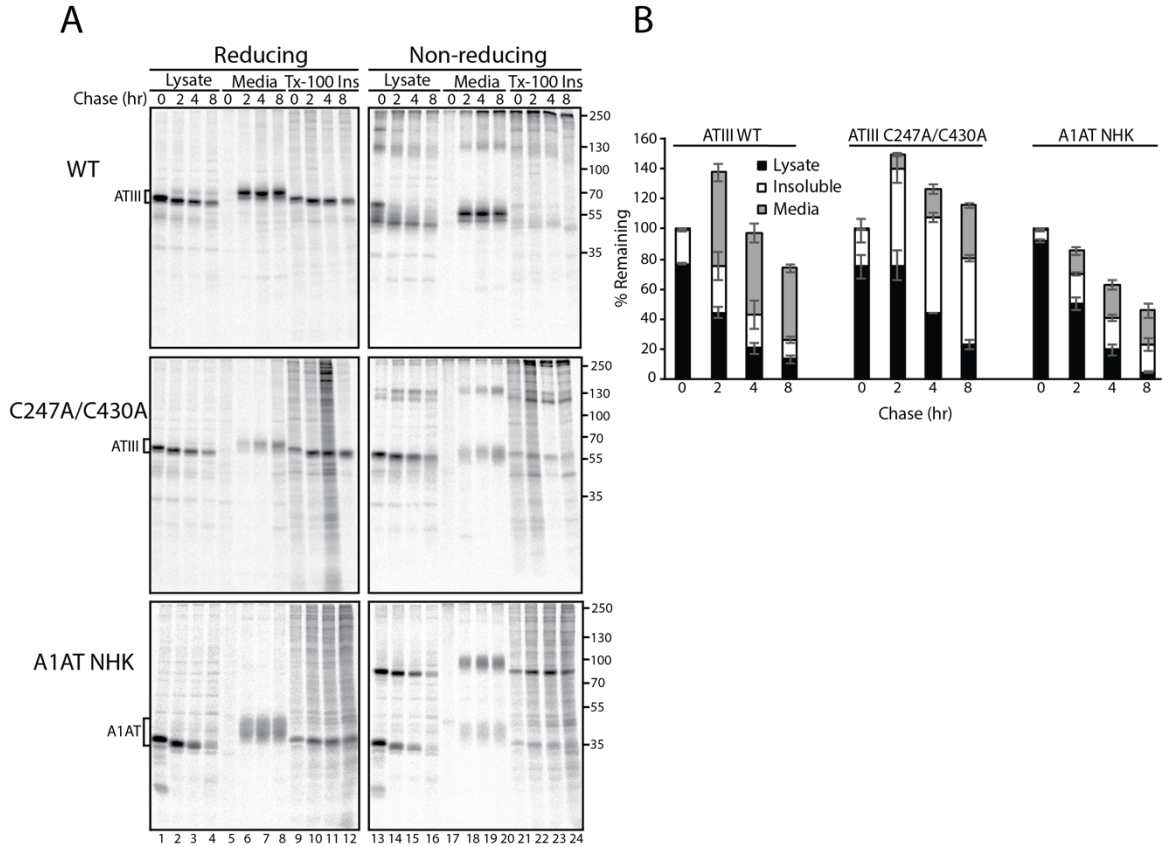 A
Reducing Non-reducing
Lysate Media Tx-100 Ins Lysate Media Tx-100 Ins
Chase (hr) 0 2 4 8 0 2 4 8 0 2 4 8 0 2 4 8 0 2 4 8 0 2 4 8
WT
ATIII
250
130
100
70
55
35
C247A/C430A
ATIII
250
130
100
70
55
35
A1AT NHK
A1AT
250
130
100
70
55
35
1 2 3 4 5 6 7 8 9 10 11 12 13 14 15 16 17 18 19 20 21 22 23 24
B
ATIII WT ATIII C247A/C430A A1AT NHK
Lysate
Insoluble
Media
% Remaining
160
140
120
100
80
60
40
20
0
0 2 4 8 0 2 4 8 0 2 4 8
Chase (hr)